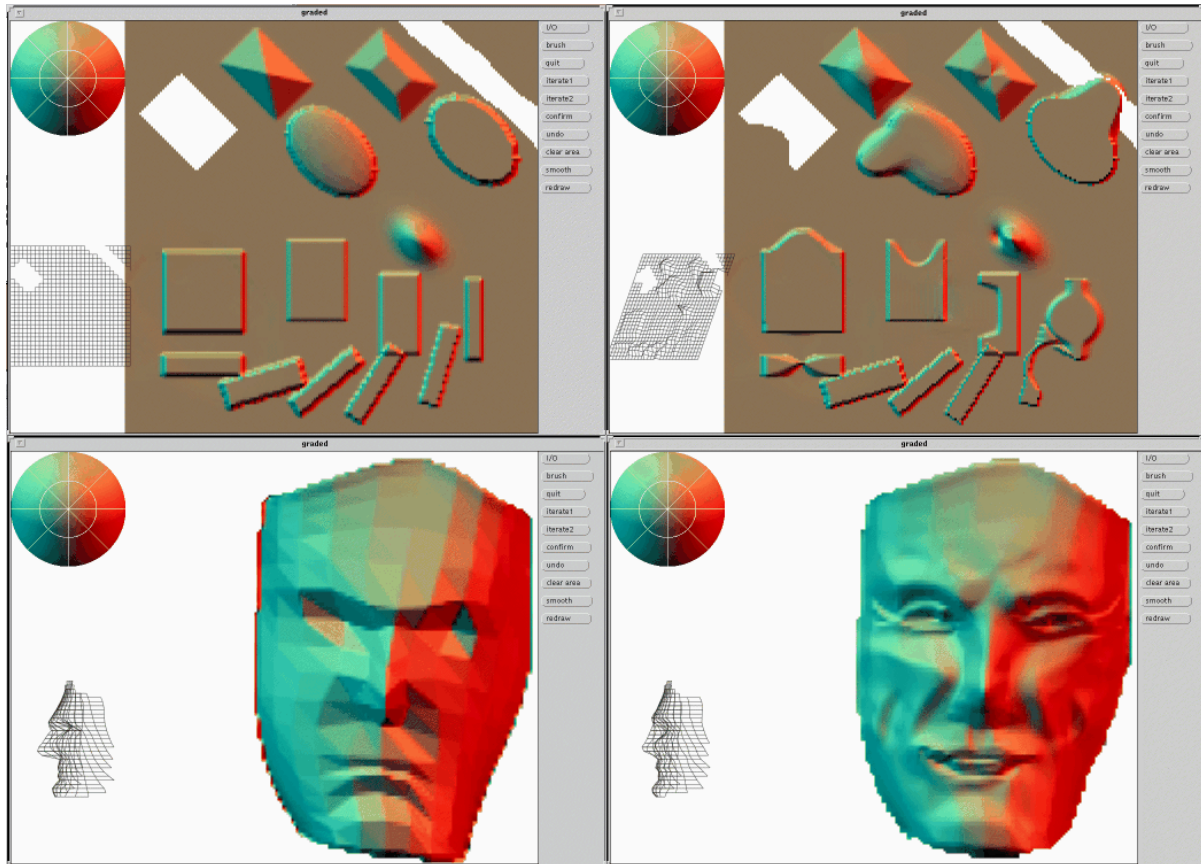 graded
I/O
brush
quit
iterate1
iterate2
confirm
undo
clear area
smooth
redraw
graded
I/O
brush
quit
iterate1
iterate2
confirm
undo
clear area
smooth
redraw
graded
I/O
brush
quit
iterate1
iterate2
confirm
undo
clear area
smooth
redraw
graded
I/O
brush
quit
iterate1
iterate2
confirm
undo
clear area
smooth
redraw